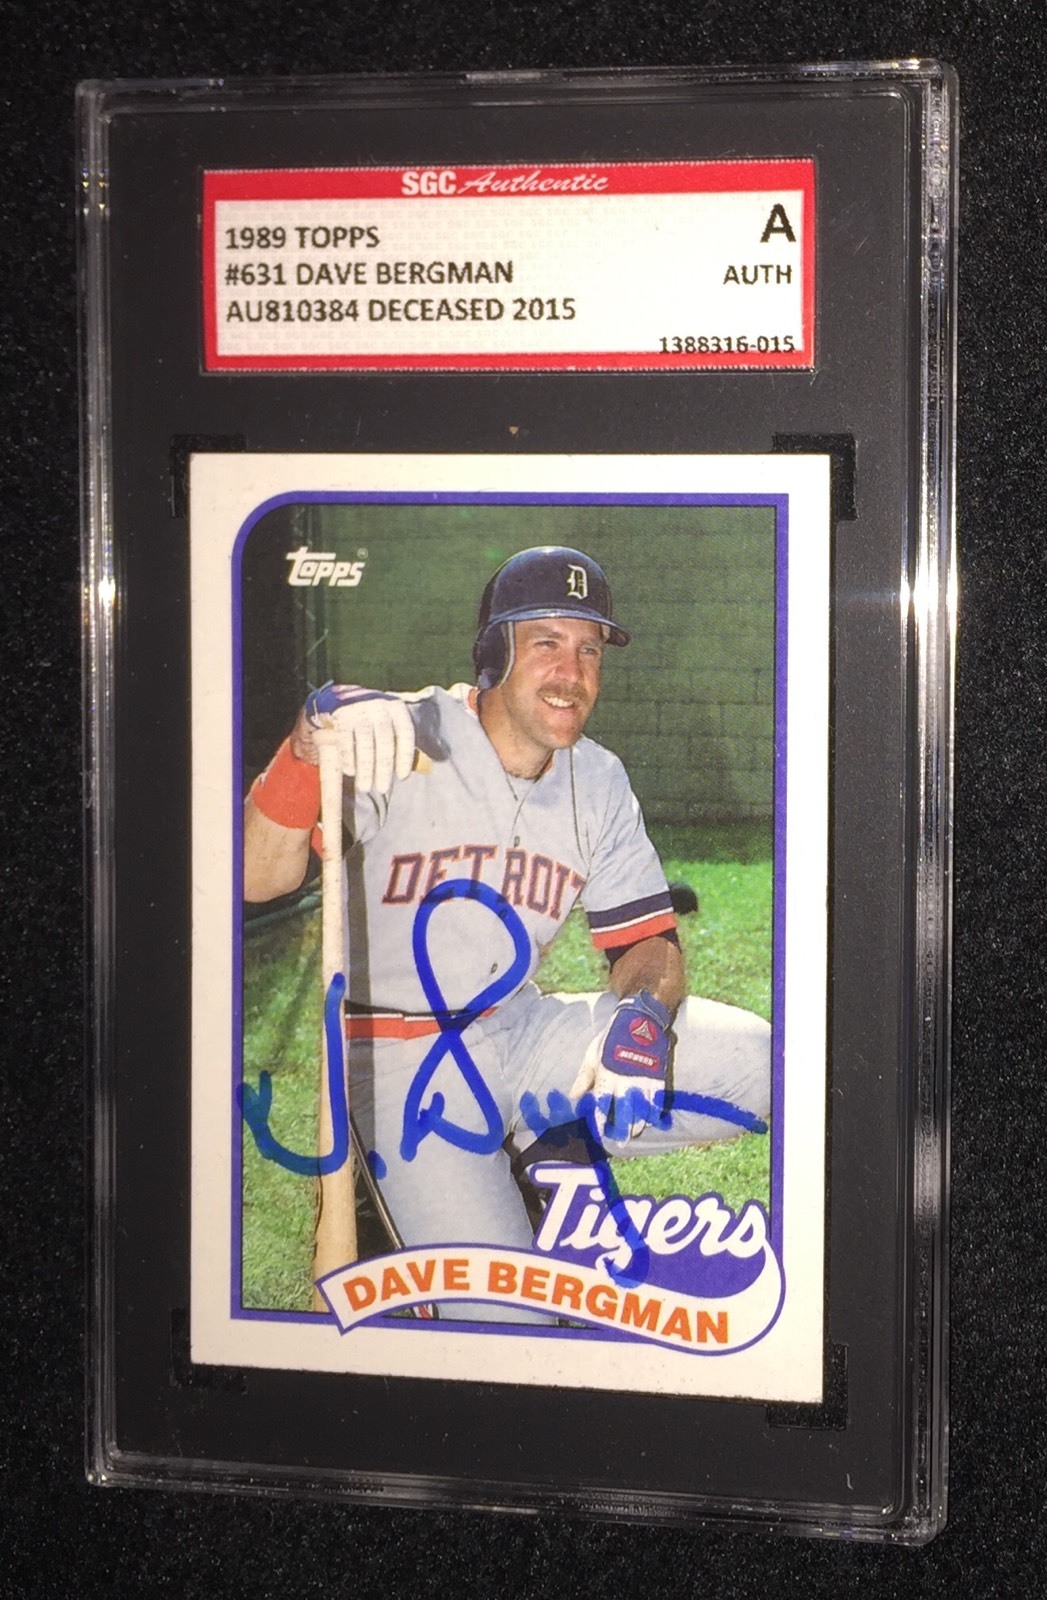 SGC Authentic
1989 TOPPS
A
#631 DAVE BERGMAN
AUTH
AU810384 DECEASED 2015
1388316-015
Topps
D
DETROIT
Tigers
DAVE BERGMAN